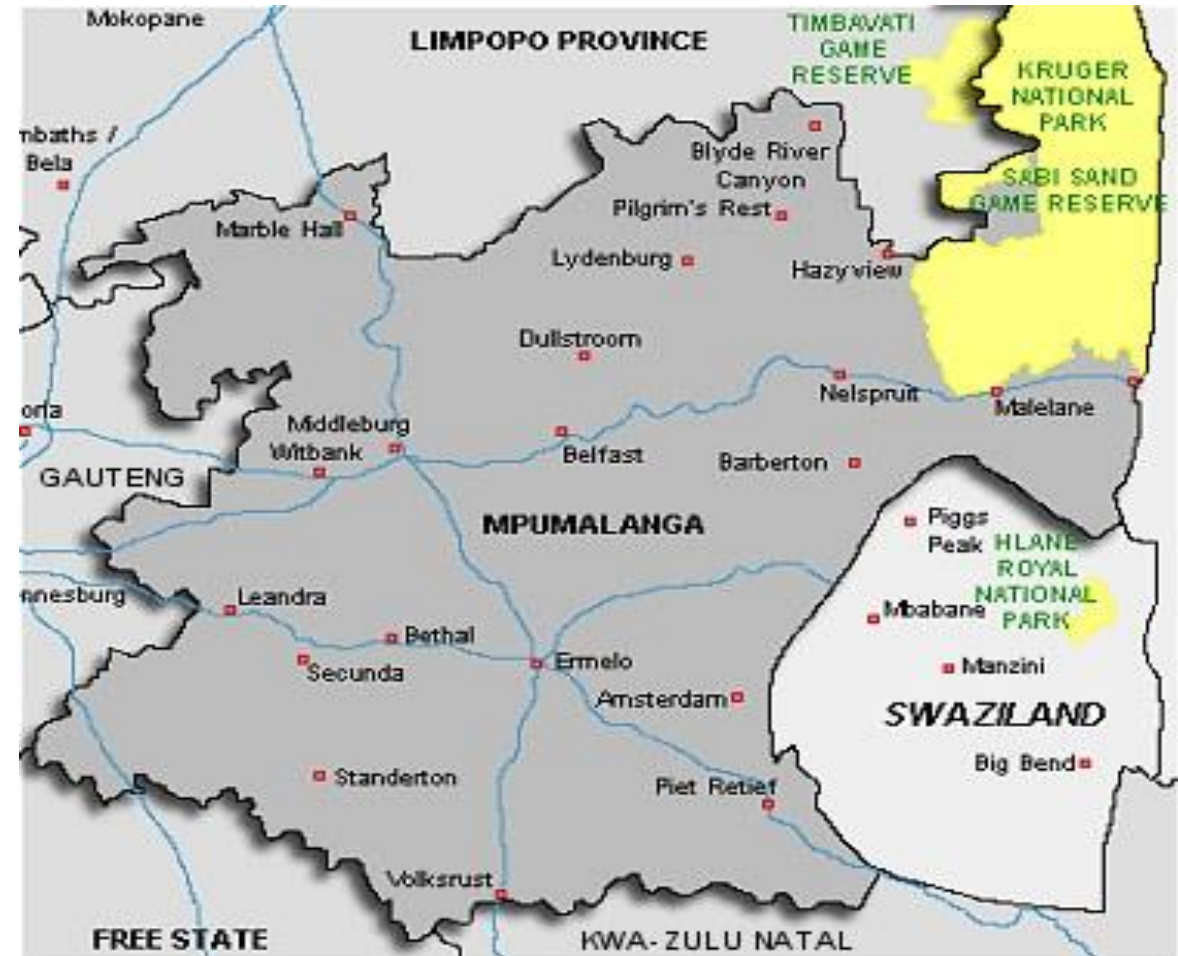 Mokopane
LIMPOPO PROVINCE
TIMBAVATI
GAME
RESERVE
KRUGER
NATIONAL
PARK
mbaths /
Bela
Blyde River
Canyon
SABI SAND
GAME RESERVE
Marble Hall
Pilgrim's Rest
Lydenburg
Hazyview
Dullstroom
Nelspruit
Malelane
Middleburg
Witbank
Belfast
Barberton
GAUTENG
MPUMALANGA
Piggs
Peak
HLANE
ROYAL
NATIONAL
PARK
nnesburg
Leandra
Mbabane
Bethal
Secunda
Ermelo
Manzini
Amsterdam
SWAZILAND
Standerton
Piet Retief
Big Bend
Volksrust
FREE STATE
KWA-ZULU NATAL